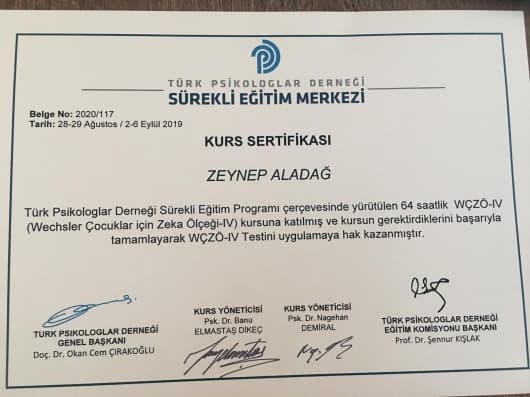 TÜRK PSİKOLOGLAR DERNEĞİ
SÜREKLİ EĞİTİM MERKEZİ
Belge No: 2020/117
Tarih: 28-29 Ağustos / 2-6 Eylül 2019
KURS SERTİFİKASI
ZEYNEP ALADAĞ
Türk Psikologlar Derneği Sürekli Eğitim Programı çerçevesinde yürütülen 64 saatlik WÇZÖ-IV
(Wechsler Çocuklar için Zeka Ölçeği-IV) kursuna katılmış ve kursun gerektirdiklerini başarıyla
tamamlayarak WÇZÖ-IV Testini uygulamaya hak kazanmıştır.
TURK PSİKOLOGLAR DERNEĞİ
GENEL BAŞKANI
Doç. Dr. Okan Cem ÇIRAKOĞLU
KURS YÖNETİCİSİ
Psk. Dr. Banu
ELMASTAŞ DİKEÇ
KURS YÖNETİCİSİ
Psk. Dr. Nagehan
DEMİRAL
TÜRK PSİKOLOGLAR DERNEĞİ
EĞİTİM KOMİSYONU BAŞKANI
Prof. Dr. Şennur KIŞLAK